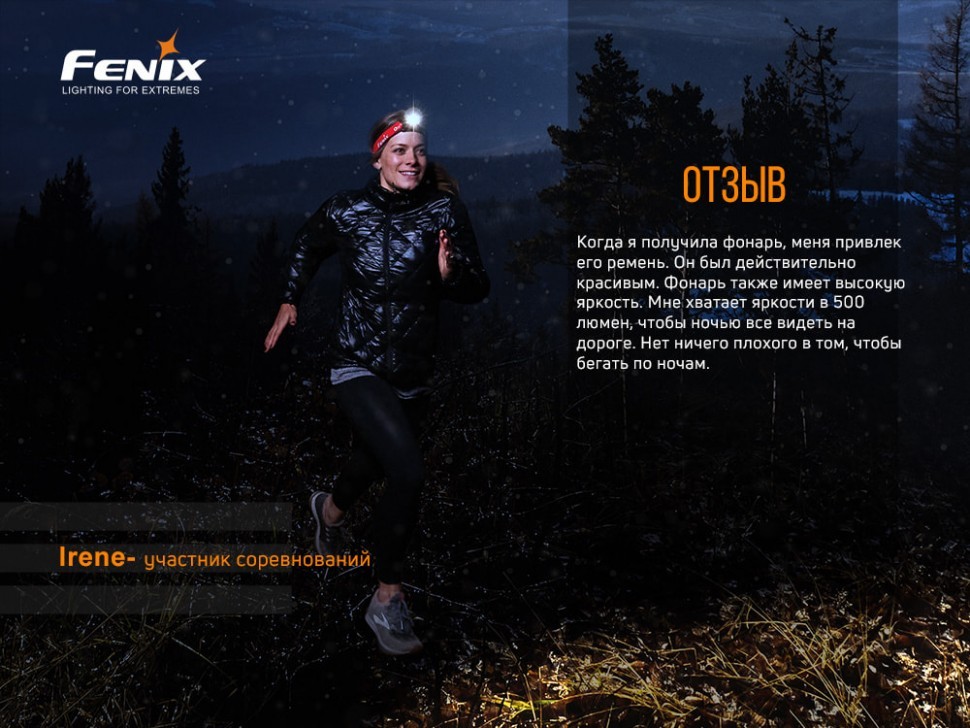 FENIX
LIGHTING FOR EXTREMES
ОТЗЫВ
Когда я получила фонарь, меня привлек
его ремень. Он был действительно
красивым. Фонарь также имеет высокую
яркость. Мне хватает яркости в 500
люмен, чтобы ночью все видеть на
дороге. Нет ничего плохого в том, чтобы
бегать по ночам.
Irene- участник соревнований